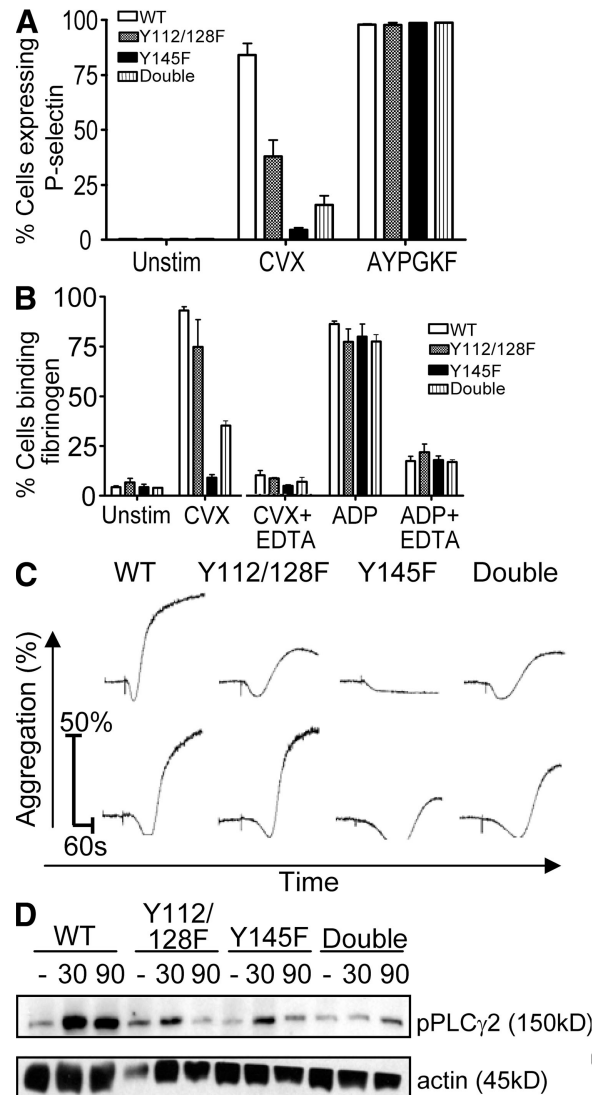 A
% Cells expressing
P-selectin
100
75
50
25
0
WT
Y112/128F
Y145F
Double
Unstim CVX AYPGKF
B
% Cells binding
fibrinogen
100
75
50
25
0
WT
Y112/128F
Y145F
Double
Unstim CVX CVX+ ADP ADP+
EDTA EDTA
C
WT Y112/128F Y145F Double
Aggregation (%)
50%
60s
Time
D
Y112/
WT 128F Y145F Double
- 30 90 - 30 90 - 30 90 - 30 90
pPLCγ2 (150kD)
actin (45kD)